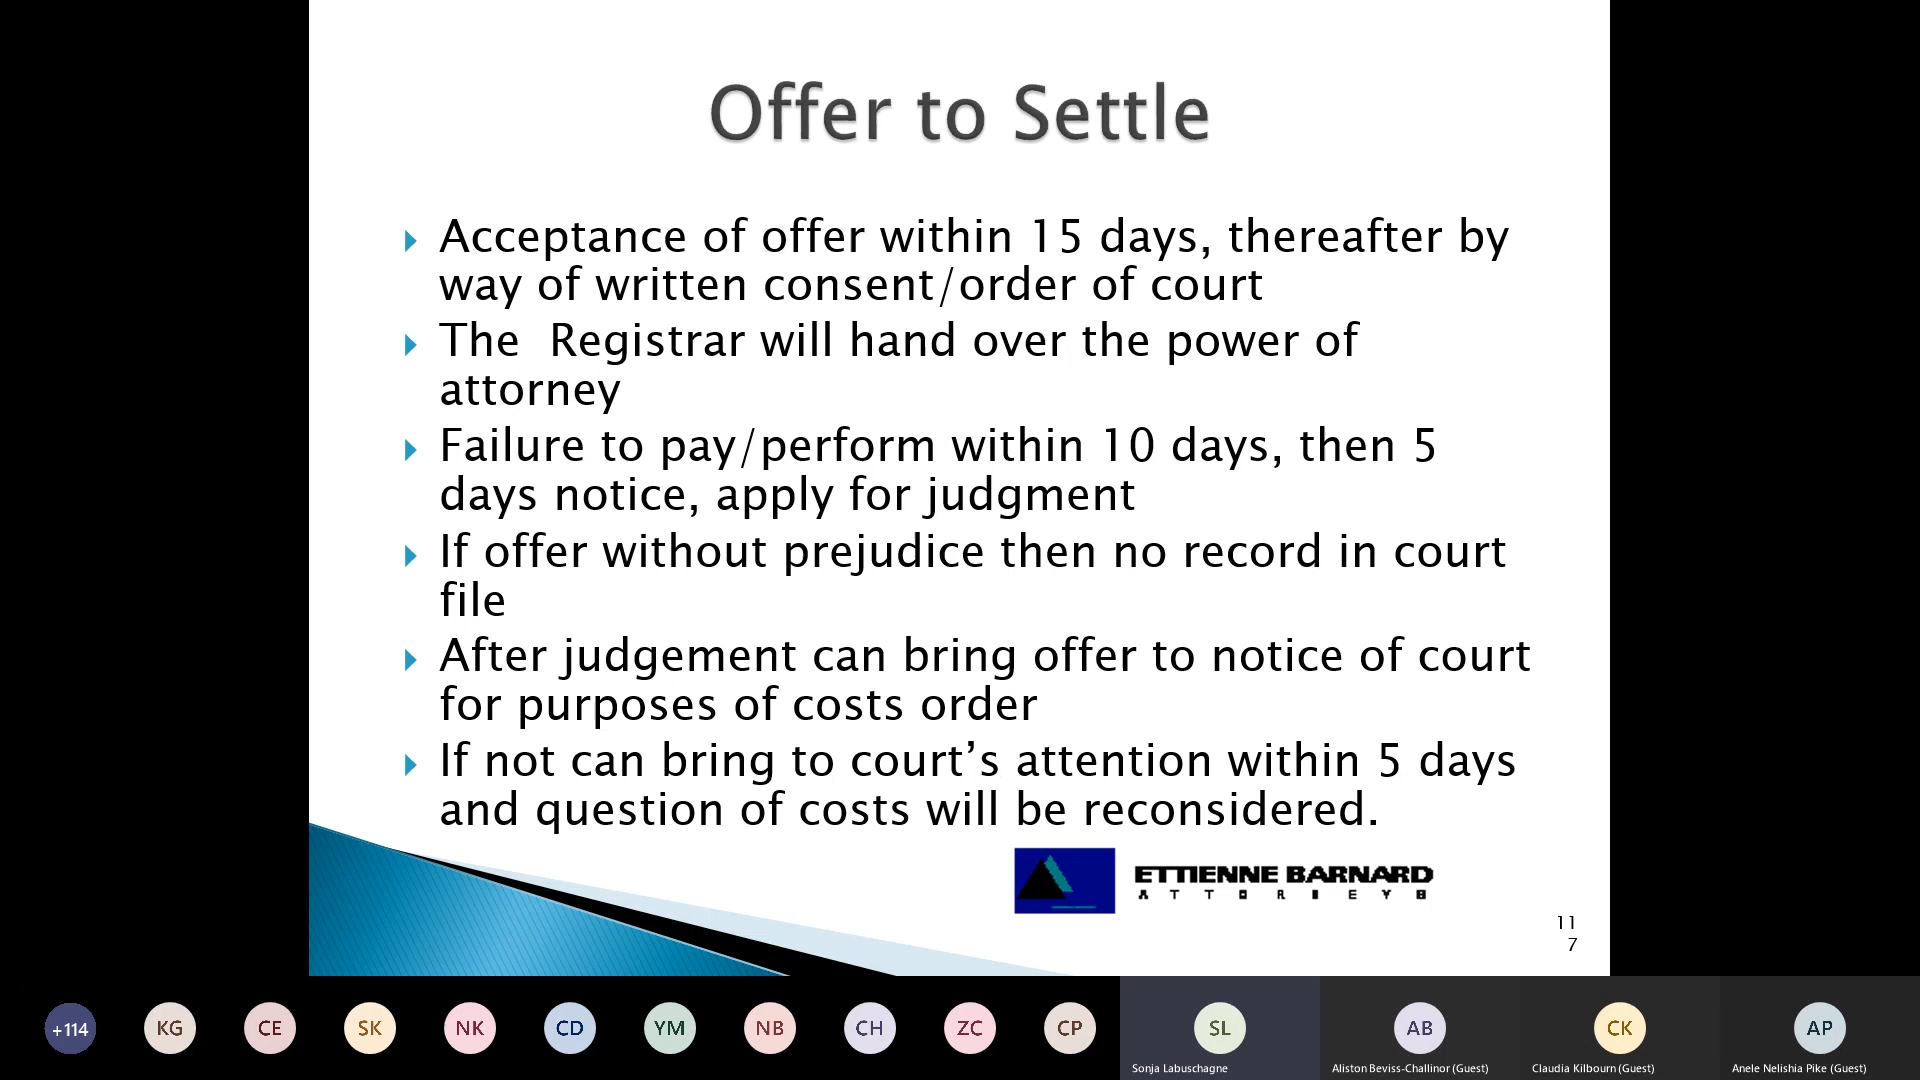 Offer to Settle
Acceptance of offer within 15 days, thereafter by
way of written consent/order of court
The  Registrar will hand over the power of
attorney
Failure to pay/perform within 10 days, then 5
days notice, apply for judgment
If offer without prejudice then no record in court
file
After judgement can bring offer to notice of court
for purposes of costs order
If not can bring to court’s attention within 5 days
and question of costs will be reconsidered.
ETTIENNE BARNARD
ATTORNEYS
11
7
+114
KG
CE
SK
NK
CD
YM
NB
CH
ZC
CP
SL
AB
CK
AP
Sonja Labuschagne
Aliston Beviss-Challinor (Guest)
Claudia Kilbourn (Guest)
Anele Nelishia Pike (Guest)